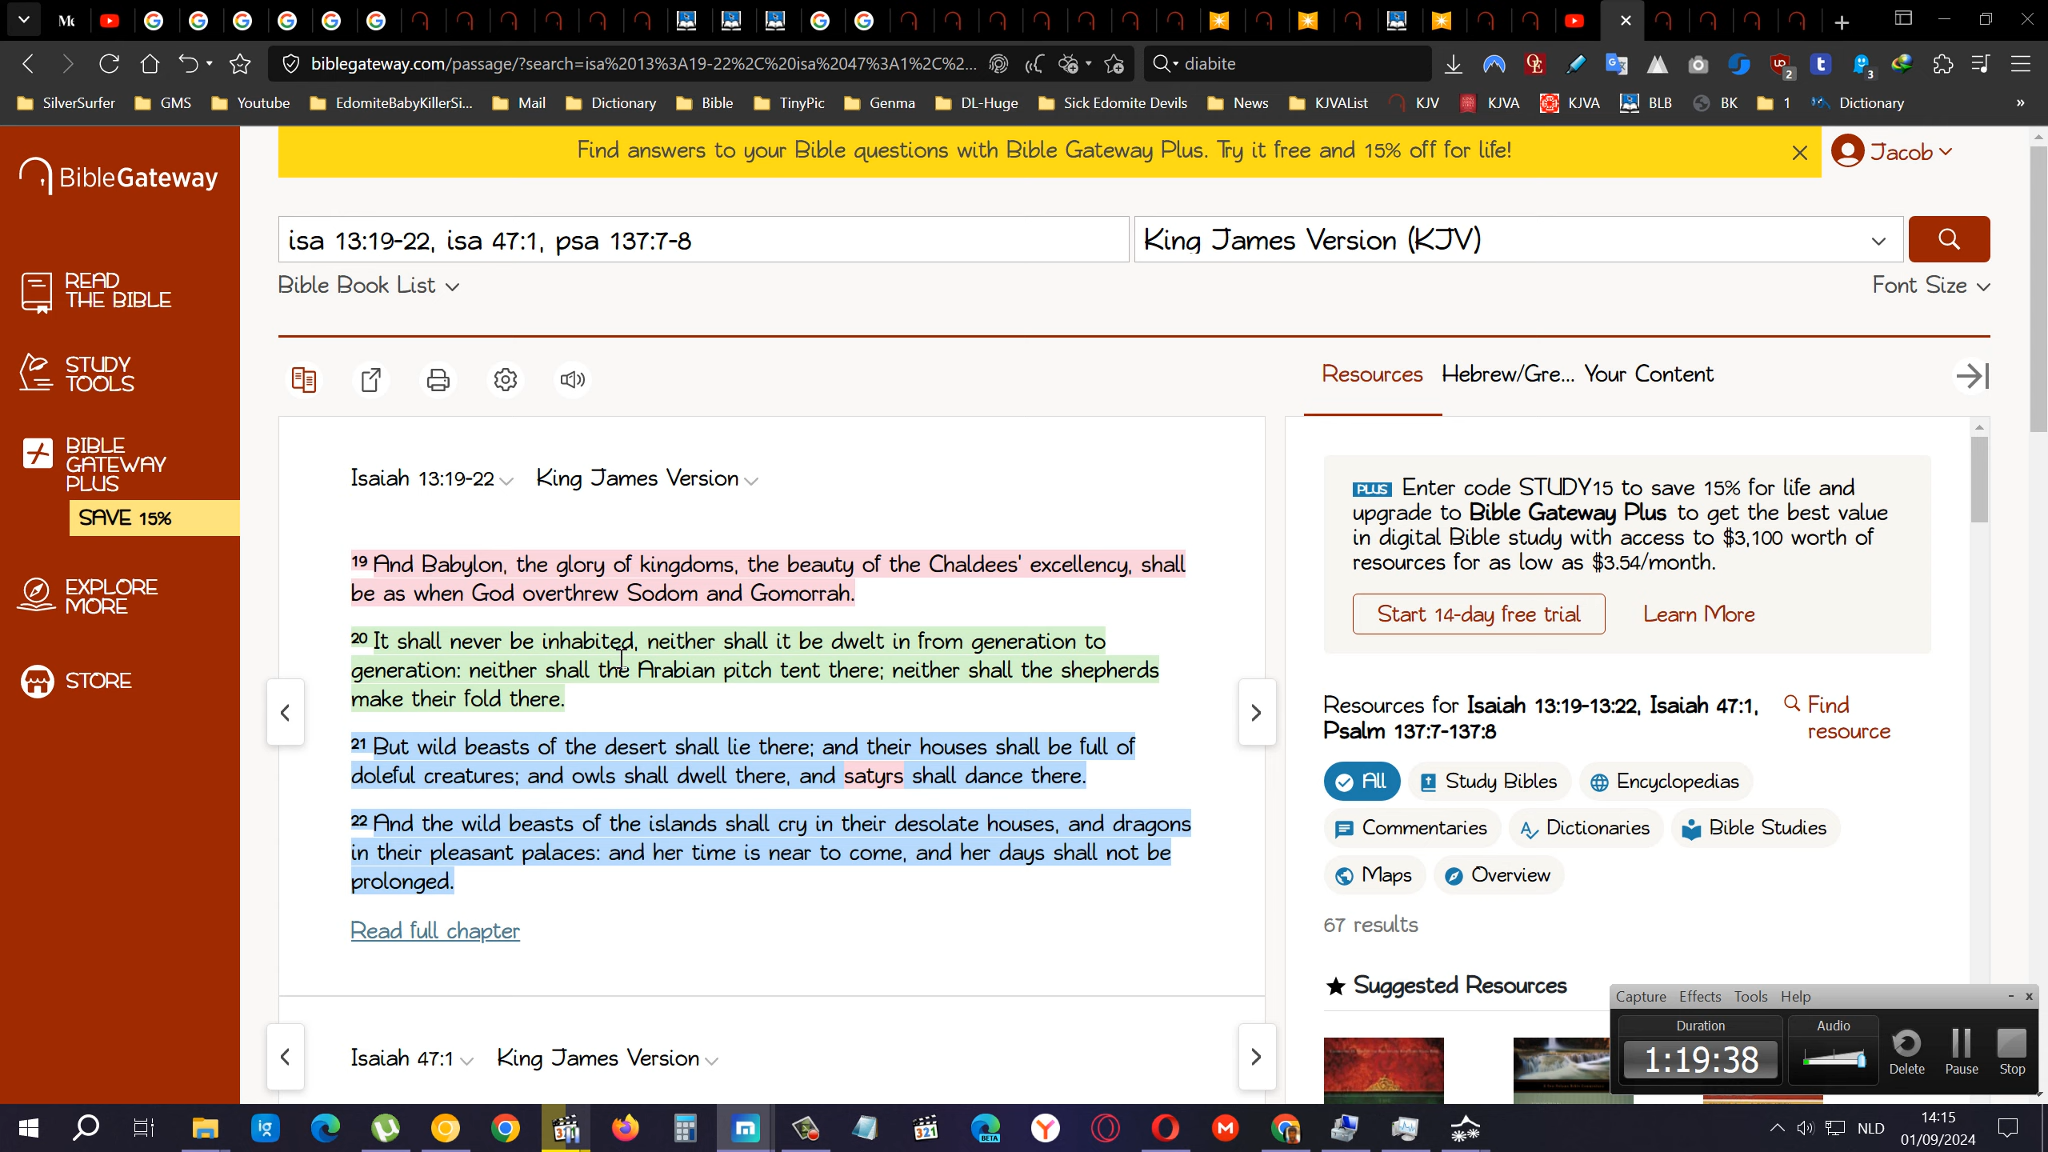 biblegateway.com/passage/?search=isa%2013%3A19-22%2C%20isa%2047%3A1%2C%2...
diabite
SilverSurfer
GMS
Youtube
EdomiteBabyKillerSi...
Mail
Dictionary
Bible
TinyPic
Genma
DL-Huge
Sick Edomite Devils
News
KJVAList
KJV
KJVA
KJVA
BLB
BK
1
Dictionary
»
BibleGateway
Find answers to your Bible questions with Bible Gateway Plus. Try it free and 15% off for life!
Jacob
isa 13:19-22, isa 47:1, psa 137:7-8
King James Version (KJV)
Bible Book List
Font Size
READ
THE BIBLE
STUDY
TOOLS
BIBLE
GATEWAY
PLUS
SAVE 15%
EXPLORE
MORE
STORE
Resources
Hebrew/Gre...
Your Content
Isaiah 13:19-22
King James Version
19 And Babylon, the glory of kingdoms, the beauty of the Chaldees' excellency, shall
be as when God overthrew Sodom and Gomorrah.
20 It shall never be inhabited, neither shall it be dwelt in from generation to
generation: neither shall the Arabian pitch tent there; neither shall the shepherds
make their fold there.
21 But wild beasts of the desert shall lie there; and their houses shall be full of
doleful creatures; and owls shall dwell there, and satyrs shall dance there.
22 And the wild beasts of the islands shall cry in their desolate houses, and dragons
in their pleasant palaces: and her time is near to come, and her days shall not be
prolonged.
Read full chapter
Isaiah 47:1
King James Version
PLUS Enter code STUDY15 to save 15% for life and
upgrade to Bible Gateway Plus to get the best value
in digital Bible study with access to $3,100 worth of
resources for as low as $3.54/month.
Start 14-day free trial
Learn More
Resources for Isaiah 13:19-13:22, Isaiah 47:1,
Psalm 137:7-137:8
Find
resource
All
Study Bibles
Encyclopedias
Commentaries
Dictionaries
Bible Studies
Maps
Overview
67 results
Suggested Resources
Capture Effects Tools Help
Duration
Audio
1:19:38
Delete
Pause
Stop
NLD
14:15
01/09/2024